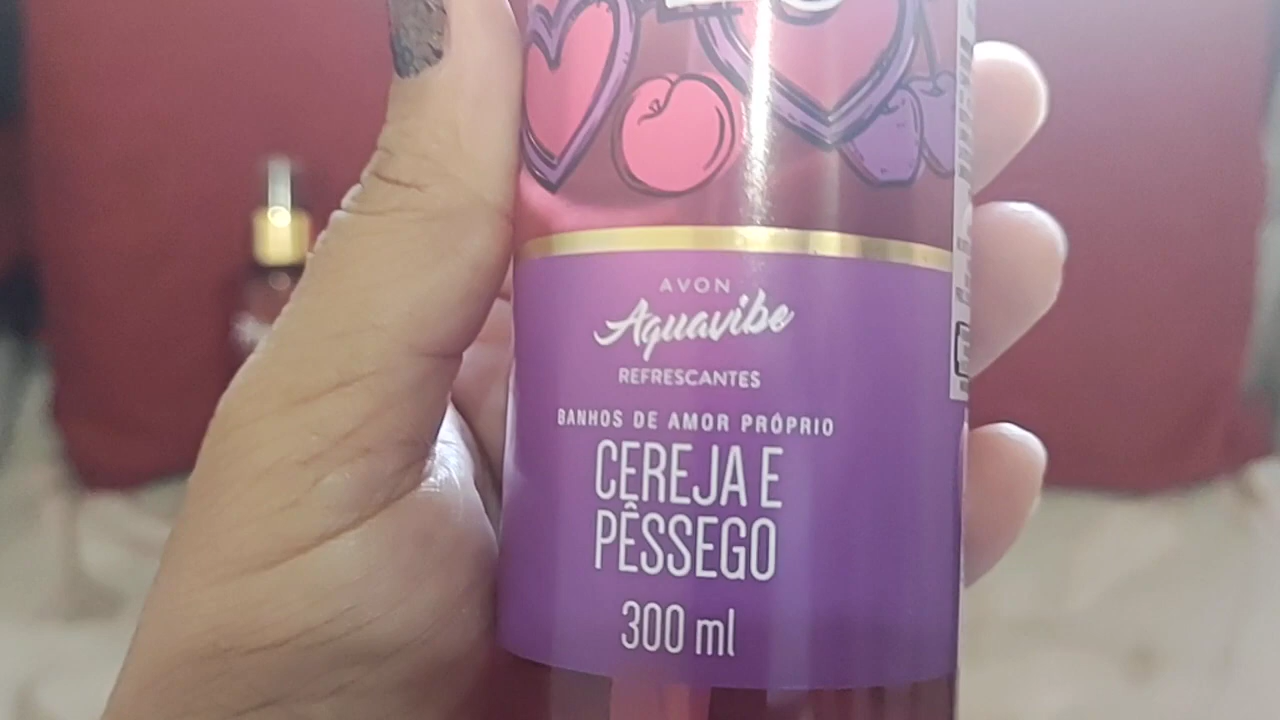 AVON
Aquavibe
REFRESCANTES
BANHOS DE AMOR PRÓPRIO
CEREJA E
PÊSSEGO
300 ml